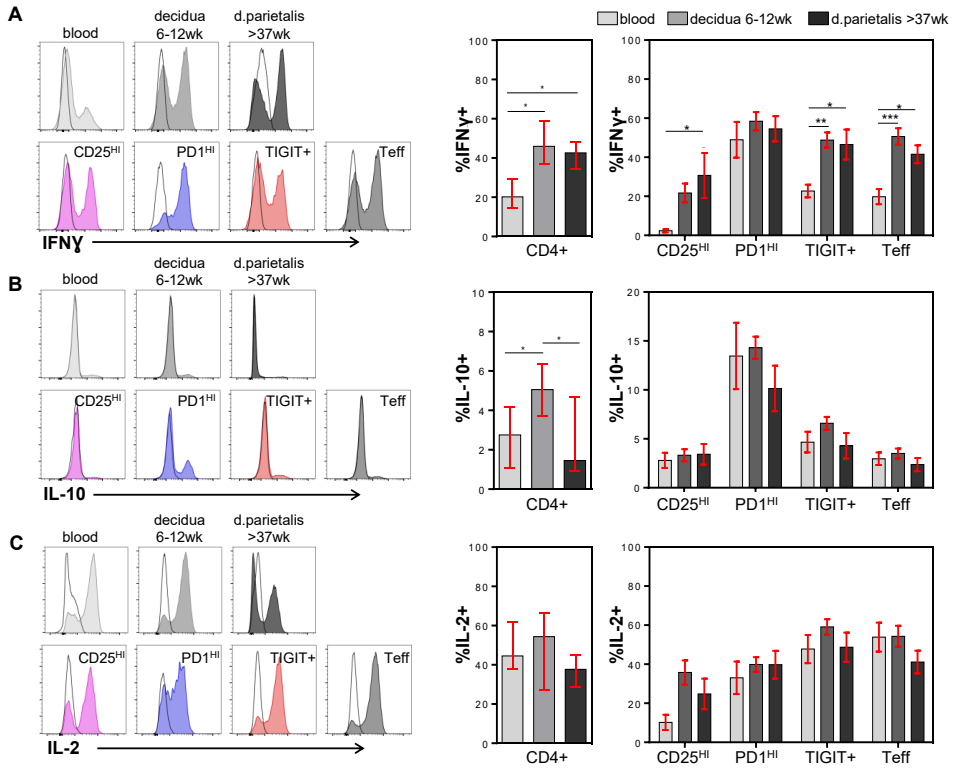 A
blood
decidua
6-12wk
d.parietalis
>37wk
CD25HI
PD1HI
TIGIT+
Teff
IFNɣ
blood decidua 6-12wk d.parietalis >37wk
%IFNɣ+
100
80
60
40
20
0
*
*
CD4+
%IFNɣ+
100
80
60
40
20
0
*
**
*
***
*
CD25HI PD1HI TIGIT+ Teff
B
blood
decidua
6-12wk
d.parietalis
>37wk
CD25HI
PD1HI
TIGIT+
Teff
IL-10
%IL-10+
10
8
6
4
2
0
*
*
CD4+
%IL-10+
20
15
10
5
0
CD25HI PD1HI TIGIT+ Teff
C
blood
decidua
6-12wk
d.parietalis
>37wk
CD25HI
PD1HI
TIGIT+
Teff
IL-2
%IL-2+
100
80
60
40
20
0
CD4+
%IL-2+
100
80
60
40
20
0
CD25HI PD1HI TIGIT+ Teff